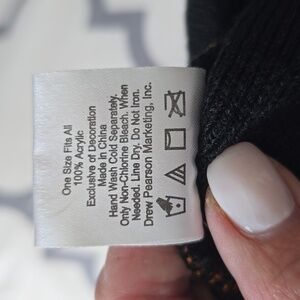 One Size Fits All
100% Acrylic
Exclusive of Decoration
Made in China
Hand Wash Cold Separately.
Only Non-Chlorine Bleach. When
Needed. Line Dry. Do Not Iron.
Drew Pearson Marketing, Inc.